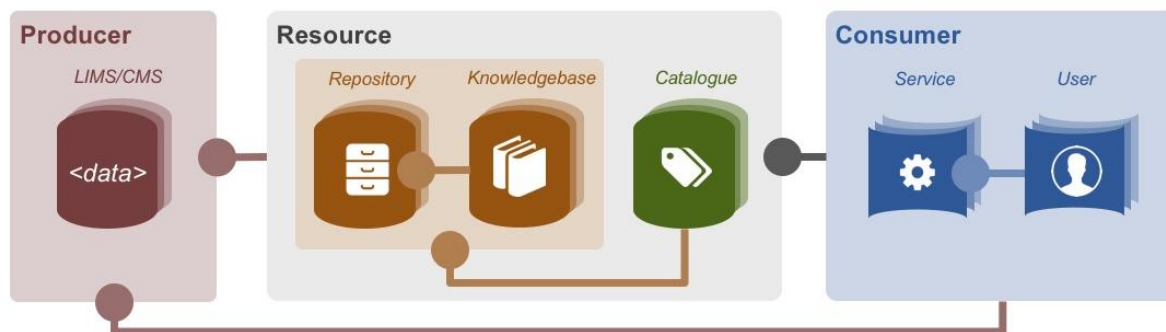 Producer
LIMS/CMS
<data>
Resource
Repository
Knowledgebase
Catalogue
Consumer
Service
User